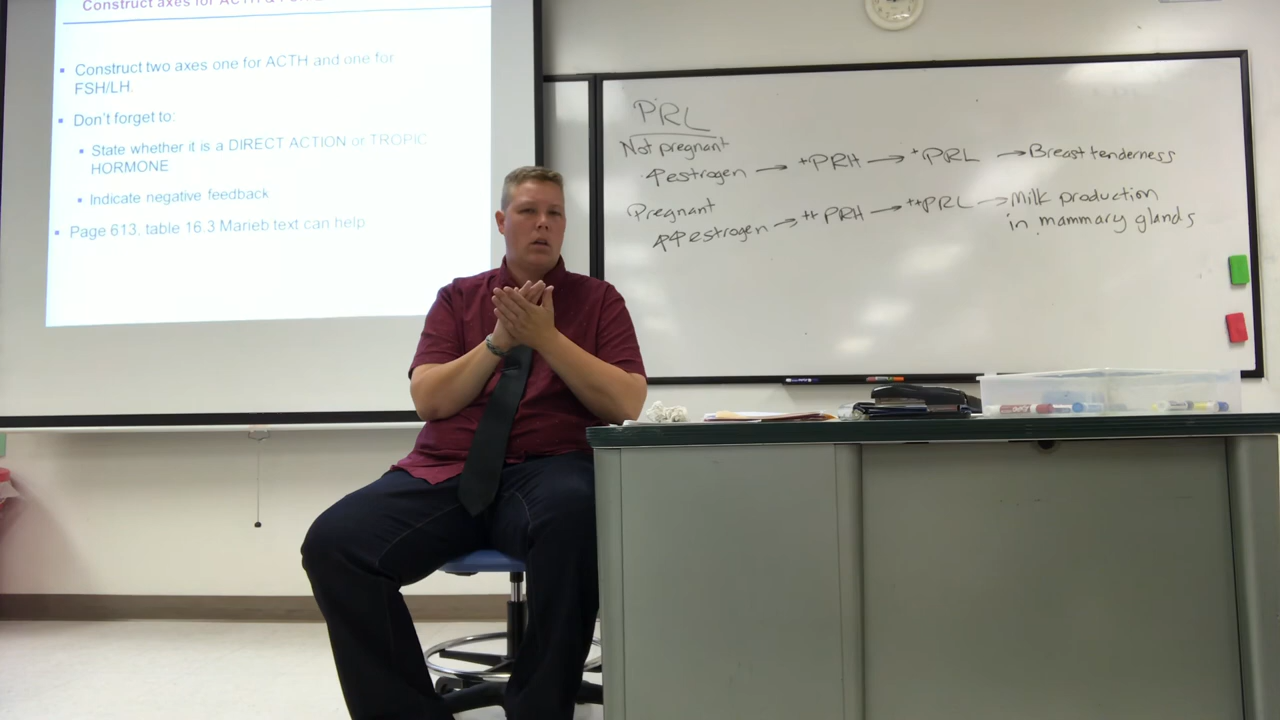 Construct axes for ACTH & FSH/L
Construct two axes one for ACTH and one for
FSH/LH.
Don't forget to:
State whether it is a DIRECT ACTION or TROPIC
HORMONE
Indicate negative feedback
Page 613, table 16.3 Marieb text can help
PRL
Not pregnant
↑estrogen → +PRH → +PRL → Breast tenderness
Pregnant
↑↑estrogen → ++PRH → ++PRL → Milk production
in mammary glands